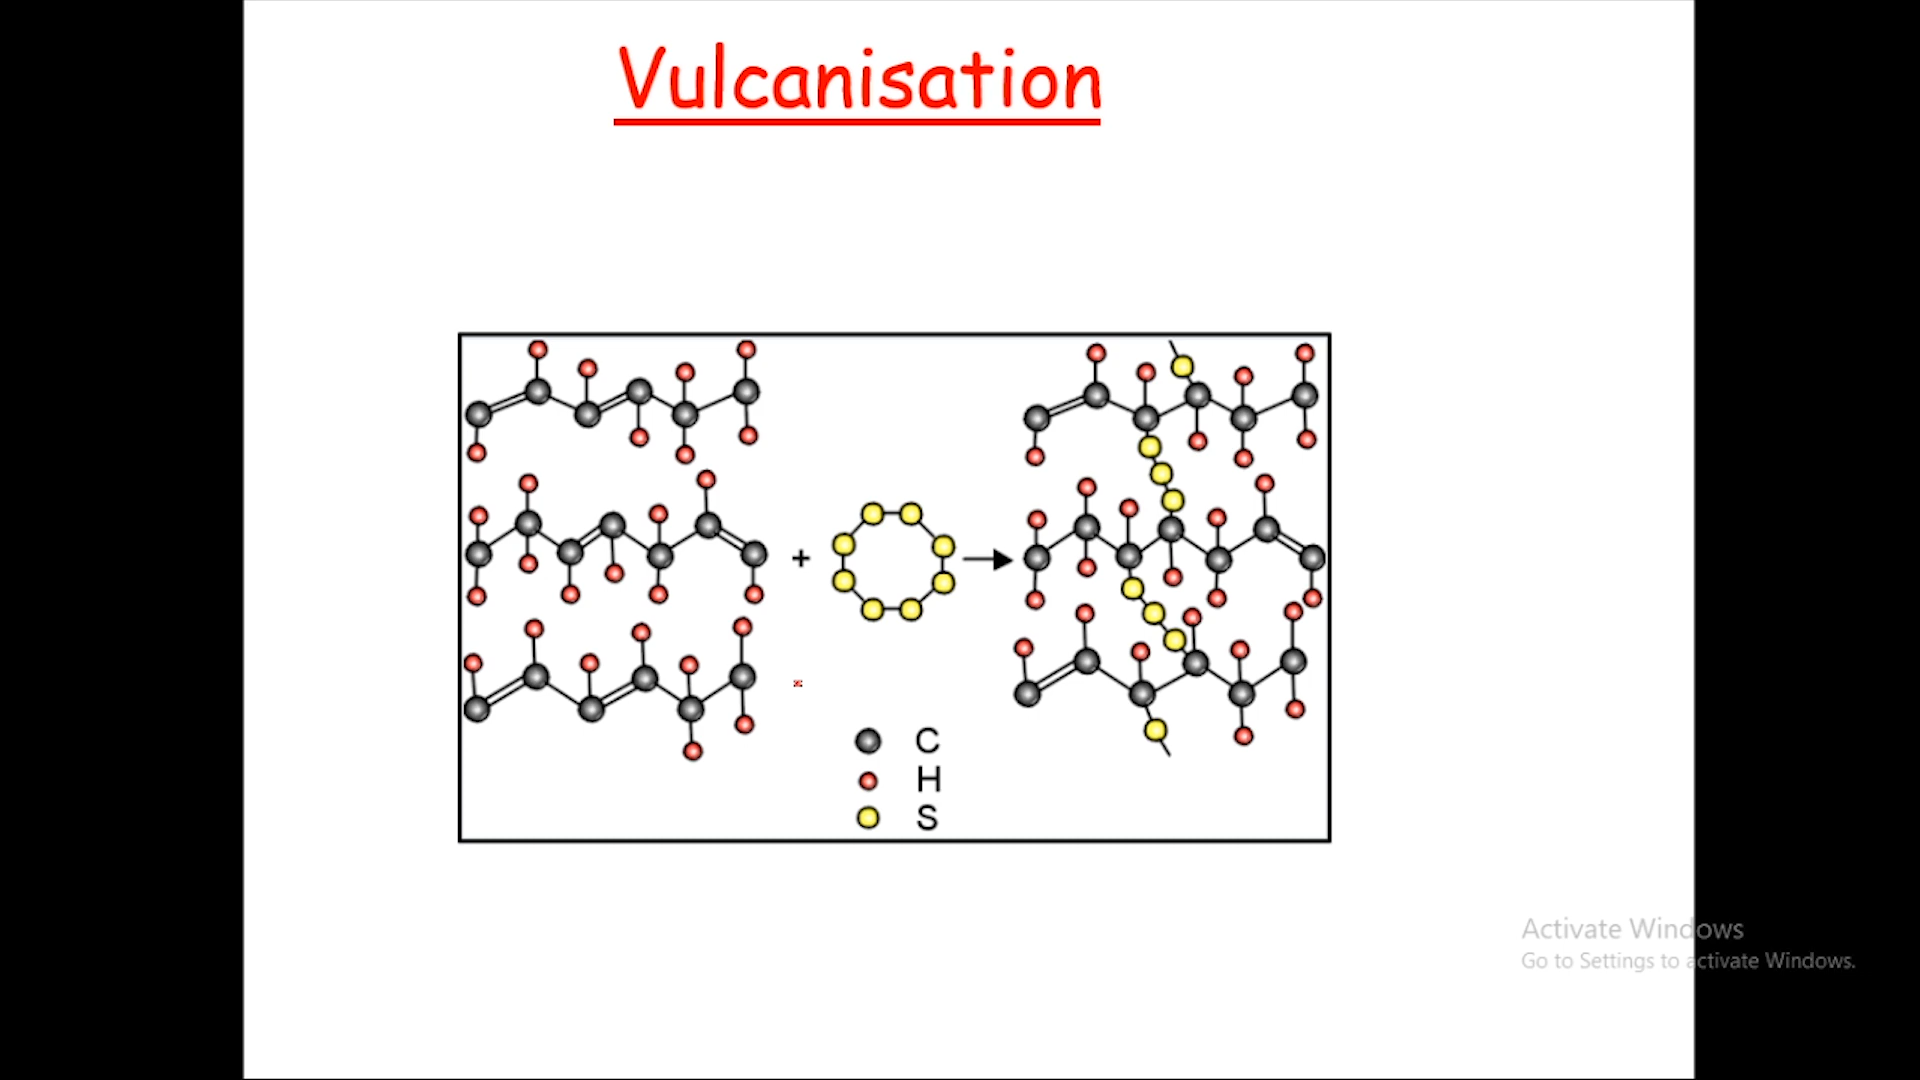 Vulcanisation
+
C
H
S
Activate Windows
Go to Settings to activate Windows.